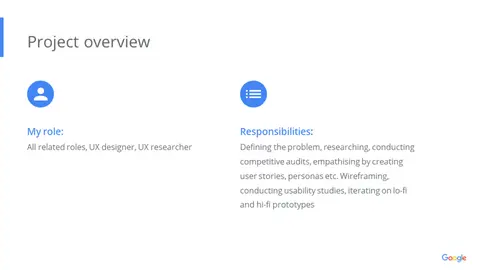 Project overview
My role:
All related roles, UX designer, UX researcher
Responsibilities:
Defining the problem, researching, conducting
competitive audits, empathising by creating
user stories, personas etc. Wireframing,
conducting usability studies, iterating on lo-fi
and hi-fi prototypes
Google